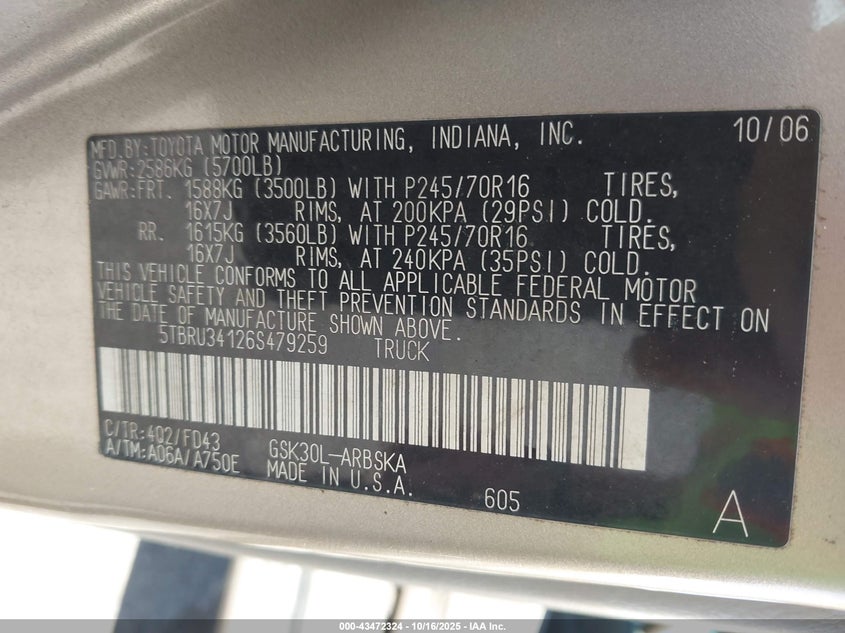 MFD.BY:TOYOTA MOTOR MANUFACTURING, INDIANA, INC. 10/06
GVWR:2586KG (5700LB)
GAWR:FRT. 1588KG (3500LB) WITH P245/70R16 TIRES,
16X7J RIMS, AT 200KPA (29PSI) COLD.
RR. 1615KG (3560LB) WITH P245/70R16 TIRES,
16X7J RIMS, AT 240KPA (35PSI) COLD.
THIS VEHICLE CONFORMS TO ALL APPLICABLE FEDERAL MOTOR
VEHICLE SAFETY AND THEFT PREVENTION STANDARDS IN EFFECT ON
THE DATE OF MANUFACTURE SHOWN ABOVE.
5TBRU34126S479259 TRUCK
C/TR:4Q2/FD43
A/TM:A06A/A750E
GSK30L-ARBSKA
MADE IN U.S.A.
605
A
000-43472324 | 10/16/2025 - IAA Inc.